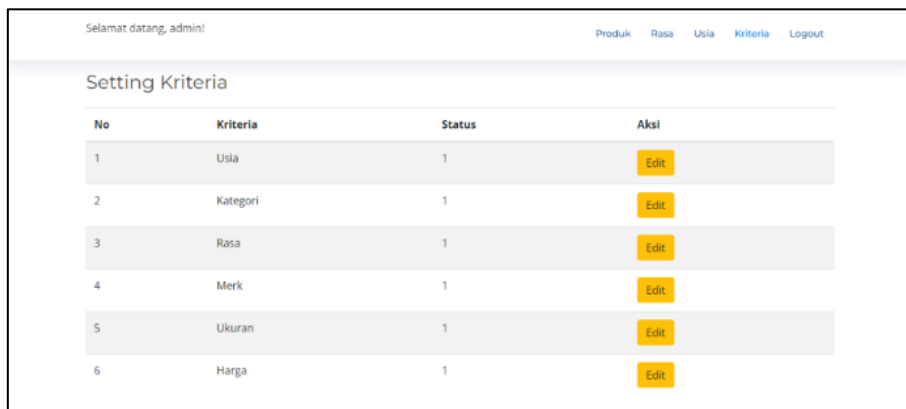 Selamat datang, admin!
Produk Rasa Usia Kriteria Logout
Setting Kriteria
No Kriteria Status Aksi
1 Usia 1 Edit
2 Kategori 1 Edit
3 Rasa 1 Edit
4 Merk 1 Edit
5 Ukuran 1 Edit
6 Harga 1 Edit